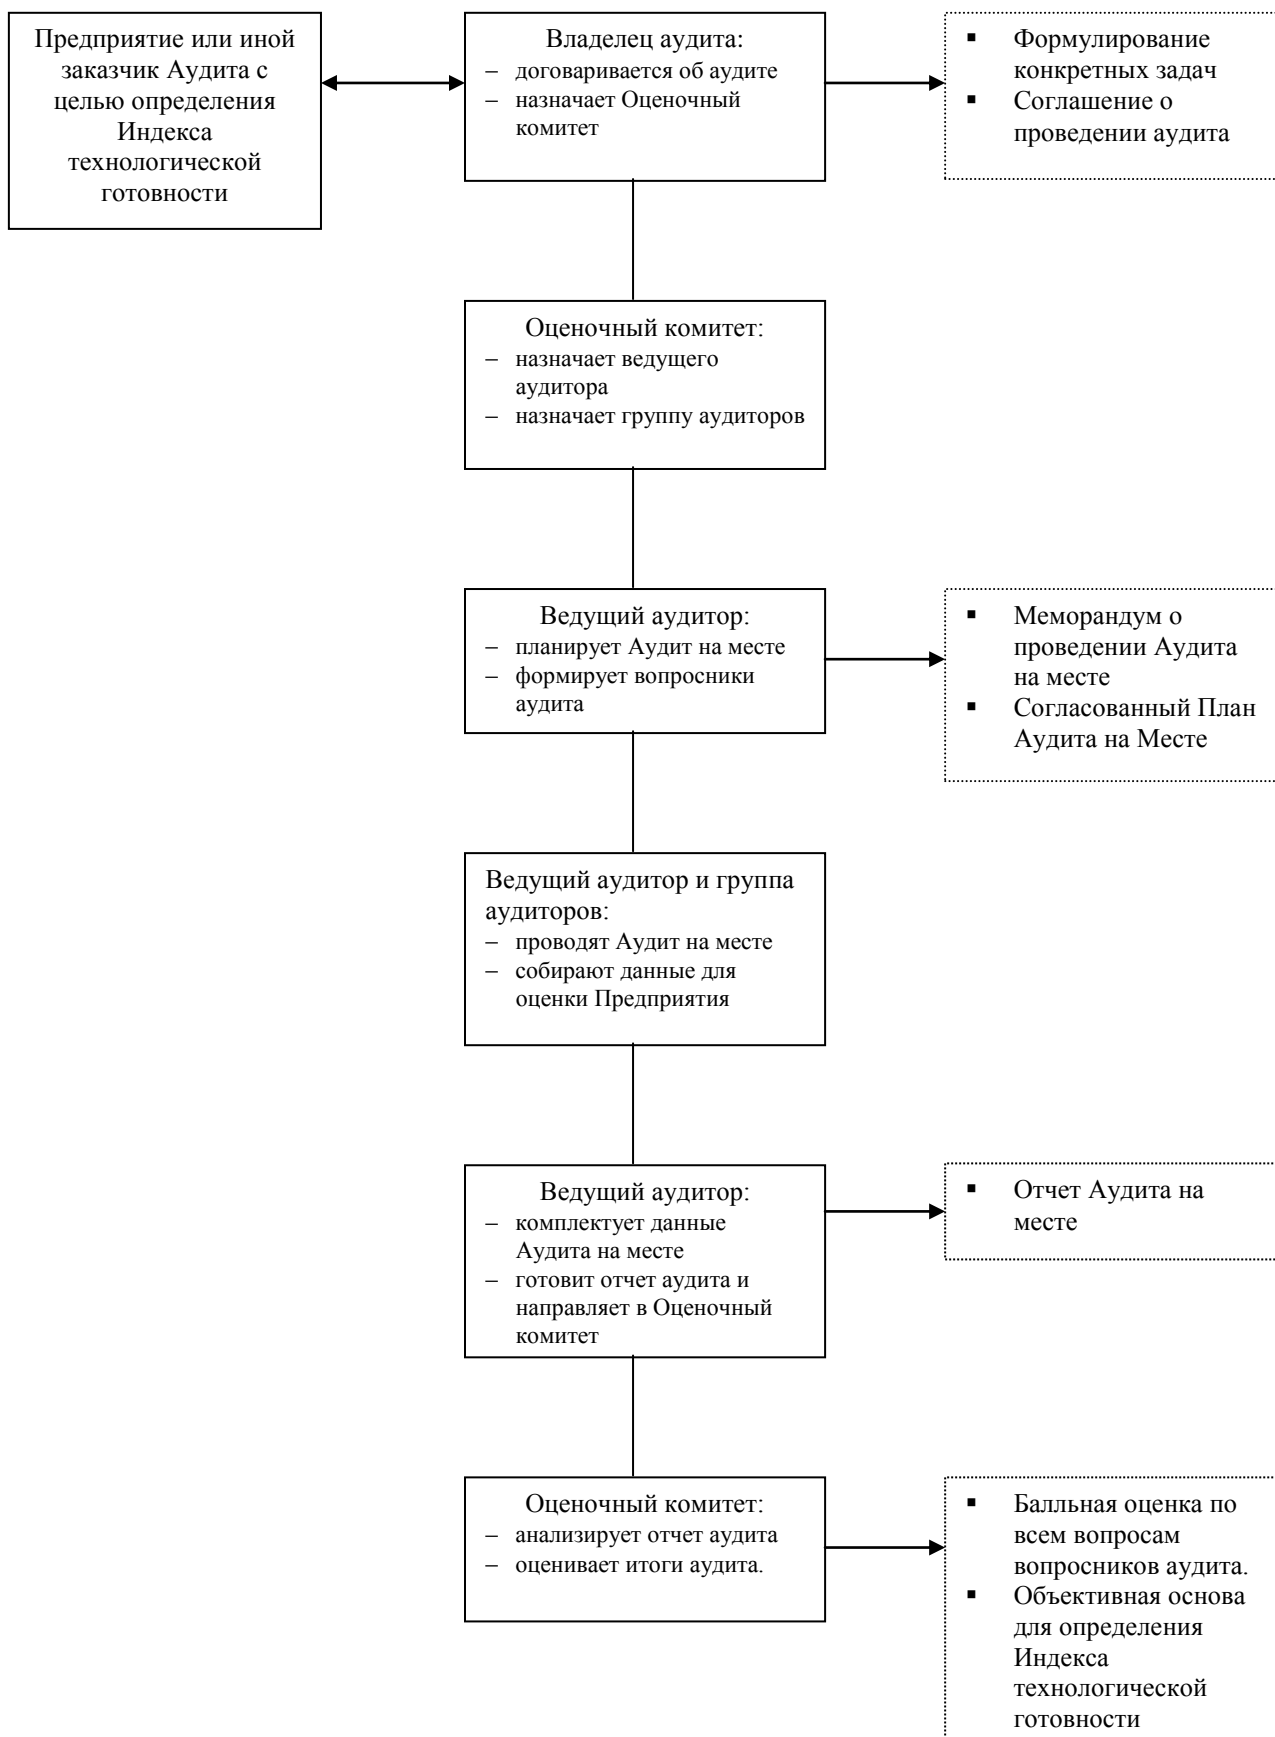 Предприятие или иной
заказчик Аудита с
целью определения
Индекса
технологической
готовности
Владелец аудита:
– договаривается об аудите
– назначает Оценочный
комитет
▪ Формулирование
конкретных задач
▪ Соглашение о
проведении аудита
Оценочный комитет:
– назначает ведущего
аудитора
– назначает группу аудиторов
Ведущий аудитор:
– планирует Аудит на месте
– формирует вопросники
аудита
▪ Меморандум о
проведении Аудита
на месте
▪ Согласованный План
Аудита на Месте
Ведущий аудитор и группа
аудиторов:
– проводят Аудит на месте
– собирают данные для
оценки Предприятия
Ведущий аудитор:
– комплектует данные
Аудита на месте
– готовит отчет аудита и
направляет в Оценочный
комитет
▪ Отчет Аудита на
месте
Оценочный комитет:
– анализирует отчет аудита
– оценивает итоги аудита.
▪ Балльная оценка по
всем вопросам
вопросников аудита.
▪ Объективная основа
для определения
Индекса
технологической
готовности